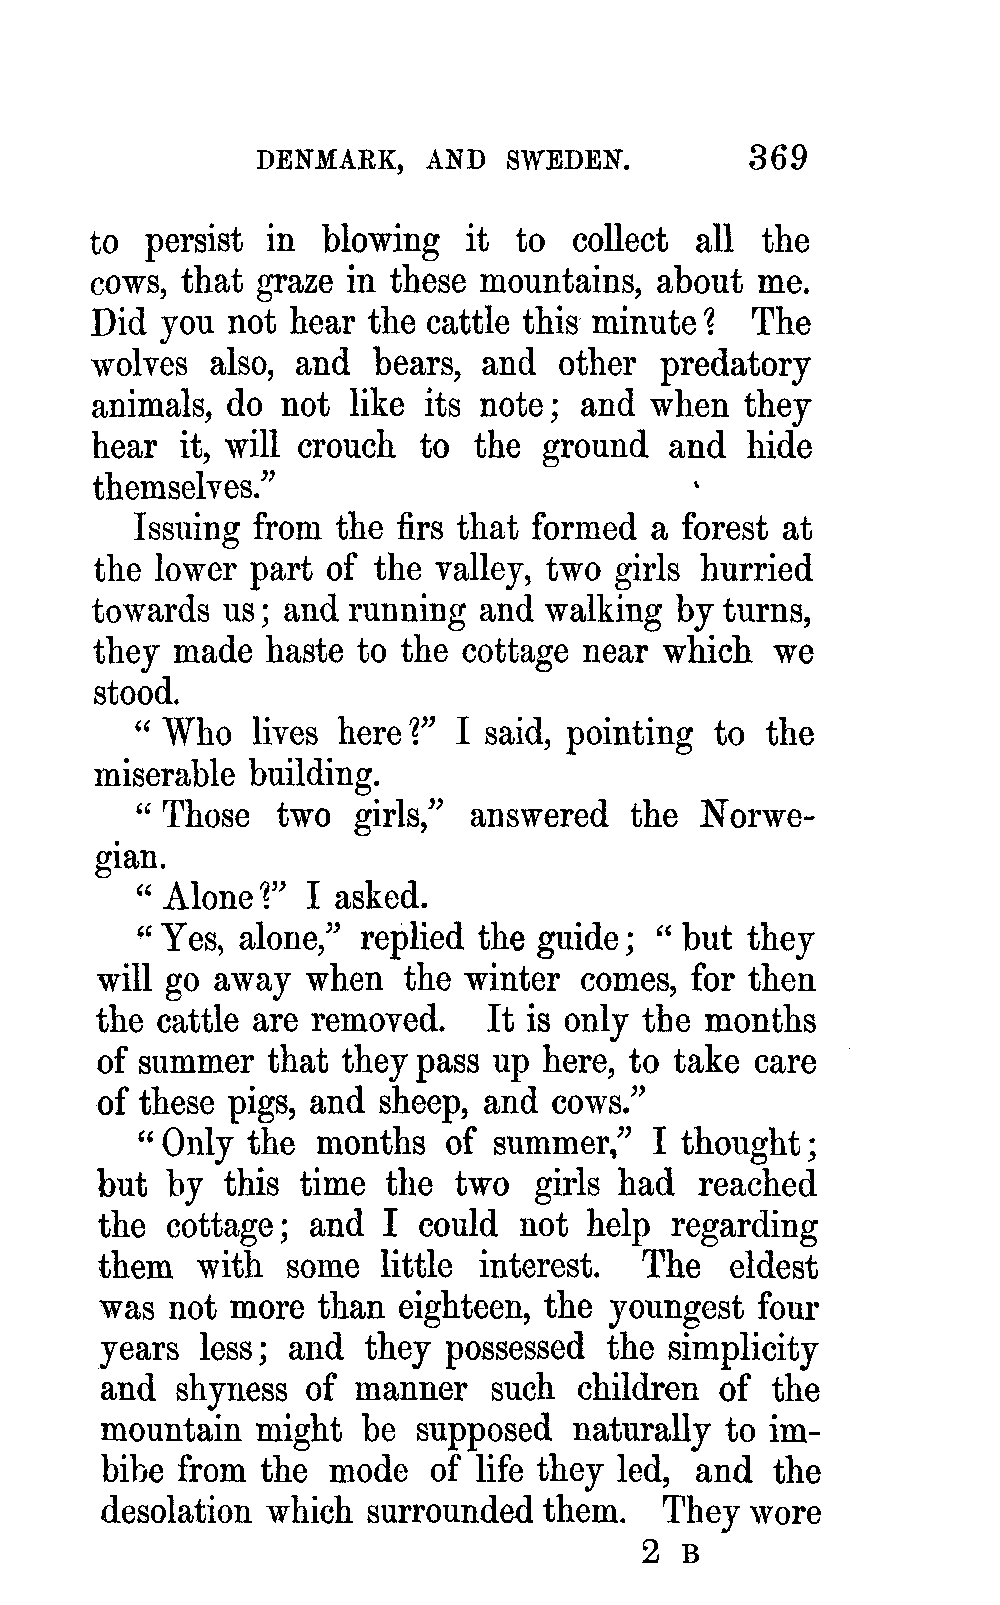 DENMARK, AND SWEDEN. 369
to persist in blowing it to collect all the
cows, that graze in these mountains, about me.
Did you not hear the cattle this minute? The
wolves also, and bears, and other predatory
animals, do not like its note; and when they
hear it, will crouch to the ground and hide
themselves.”
Issuing from the firs that formed a forest at
the lower part of the valley, two girls hurried
towards us; and running and walking by turns,
they made haste to the cottage near which we
stood.
“Who lives here?” I said, pointing to the
miserable building.
“Those two girls,” answered the Norwe-
gian.
“Alone?” I asked.
“Yes, alone,” replied the guide; “but they
will go away when the winter comes, for then
the cattle are removed. It is only the months
of summer that they pass up here, to take care
of these pigs, and sheep, and cows.”
“Only the months of summer,” I thought;
but by this time the two girls had reached
the cottage; and I could not help regarding
them with some little interest. The eldest
was not more than eighteen, the youngest four
years less; and they possessed the simplicity
and shyness of manner such children of the
mountain might be supposed naturally to im-
bibe from the mode of life they led, and the
desolation which surrounded them. They wore
2 B